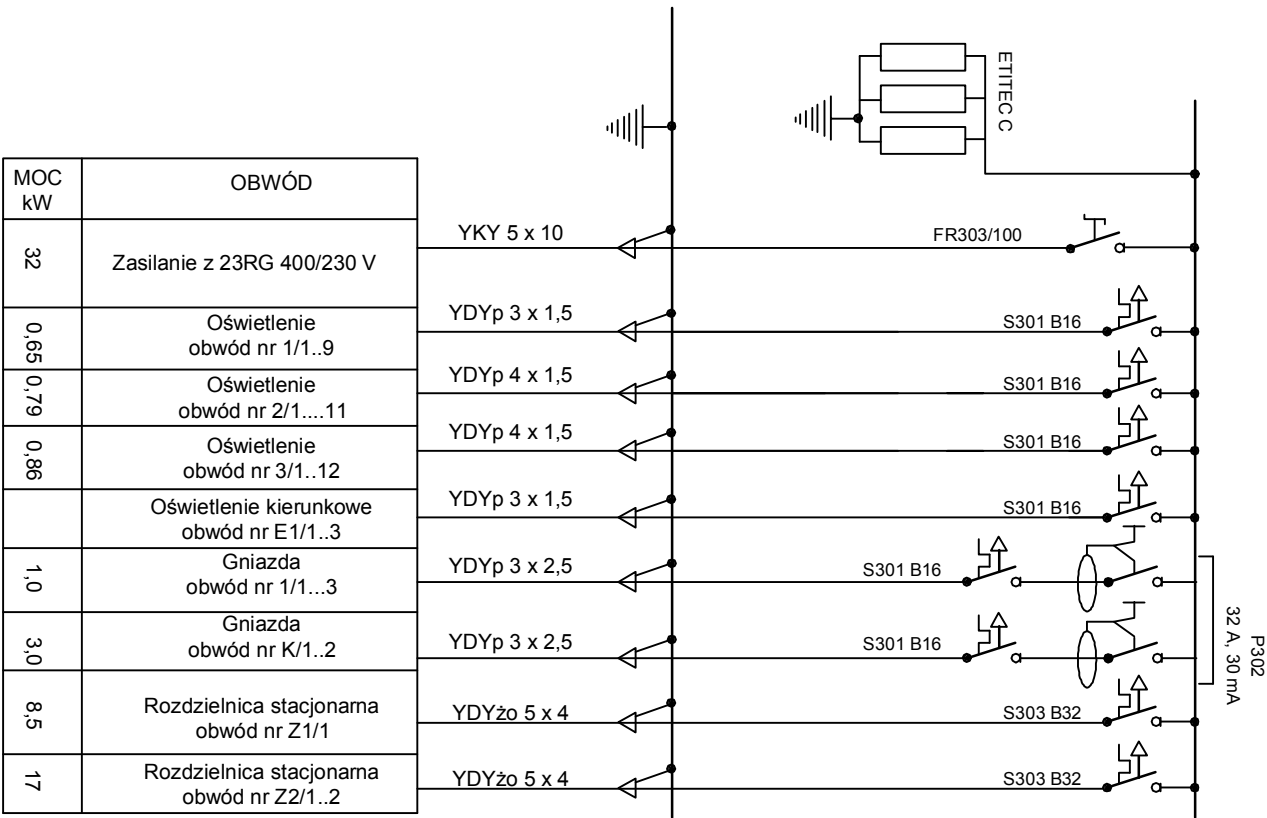 ETITEC C
MOC
kW
OBWÓD
32
Zasilanie z 23RG 400/230 V
YKY 5 x 10
FR303/100
0,65
Oświetlenie
obwód nr 1/1..9
YDYp 3 x 1,5
S301 B16
0,79
Oświetlenie
obwód nr 2/1....11
YDYp 4 x 1,5
S301 B16
0,86
Oświetlenie
obwód nr 3/1..12
YDYp 4 x 1,5
S301 B16
Oświetlenie kierunkowe
obwód nr E1/1..3
YDYp 3 x 1,5
S301 B16
1,0
Gniazda
obwód nr 1/1...3
YDYp 3 x 2,5
S301 B16
3,0
Gniazda
obwód nr K/1..2
YDYp 3 x 2,5
S301 B16
P302
32 A, 30 mA
8,5
Rozdzielnica stacjonarna
obwód nr Z1/1
YDYżo 5 x 4
S303 B32
17
Rozdzielnica stacjonarna
obwód nr Z2/1..2
YDYżo 5 x 4
S303 B32